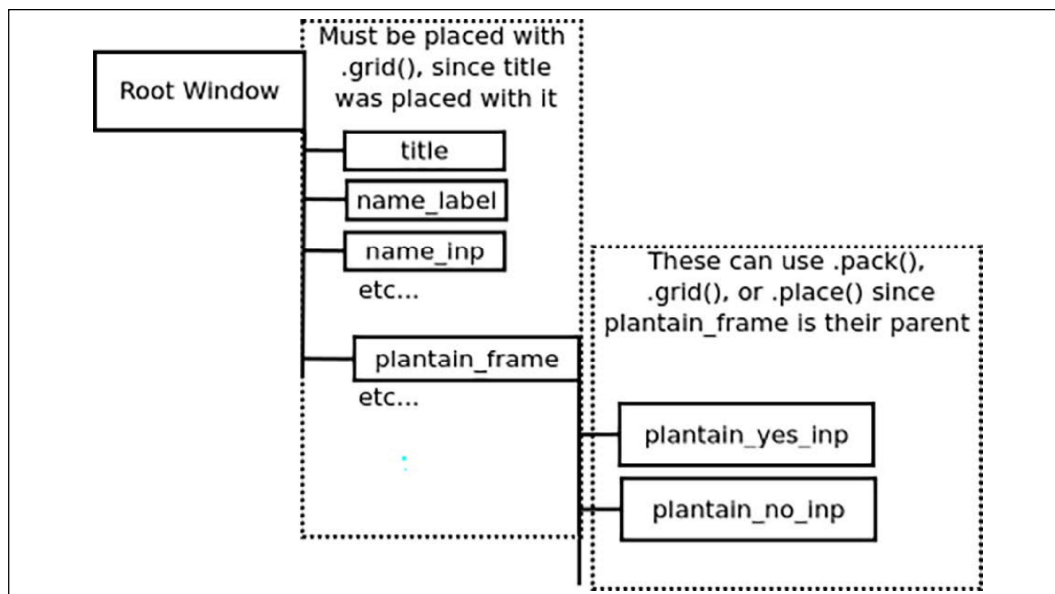 Root Window
Must be placed with
.grid(), since title
was placed with it
title
name_label
name_inp
etc...
plantain_frame
etc...
These can use .pack(),
.grid(), or .place() since
plantain_frame is their parent
plantain_yes_inp
plantain_no_inp